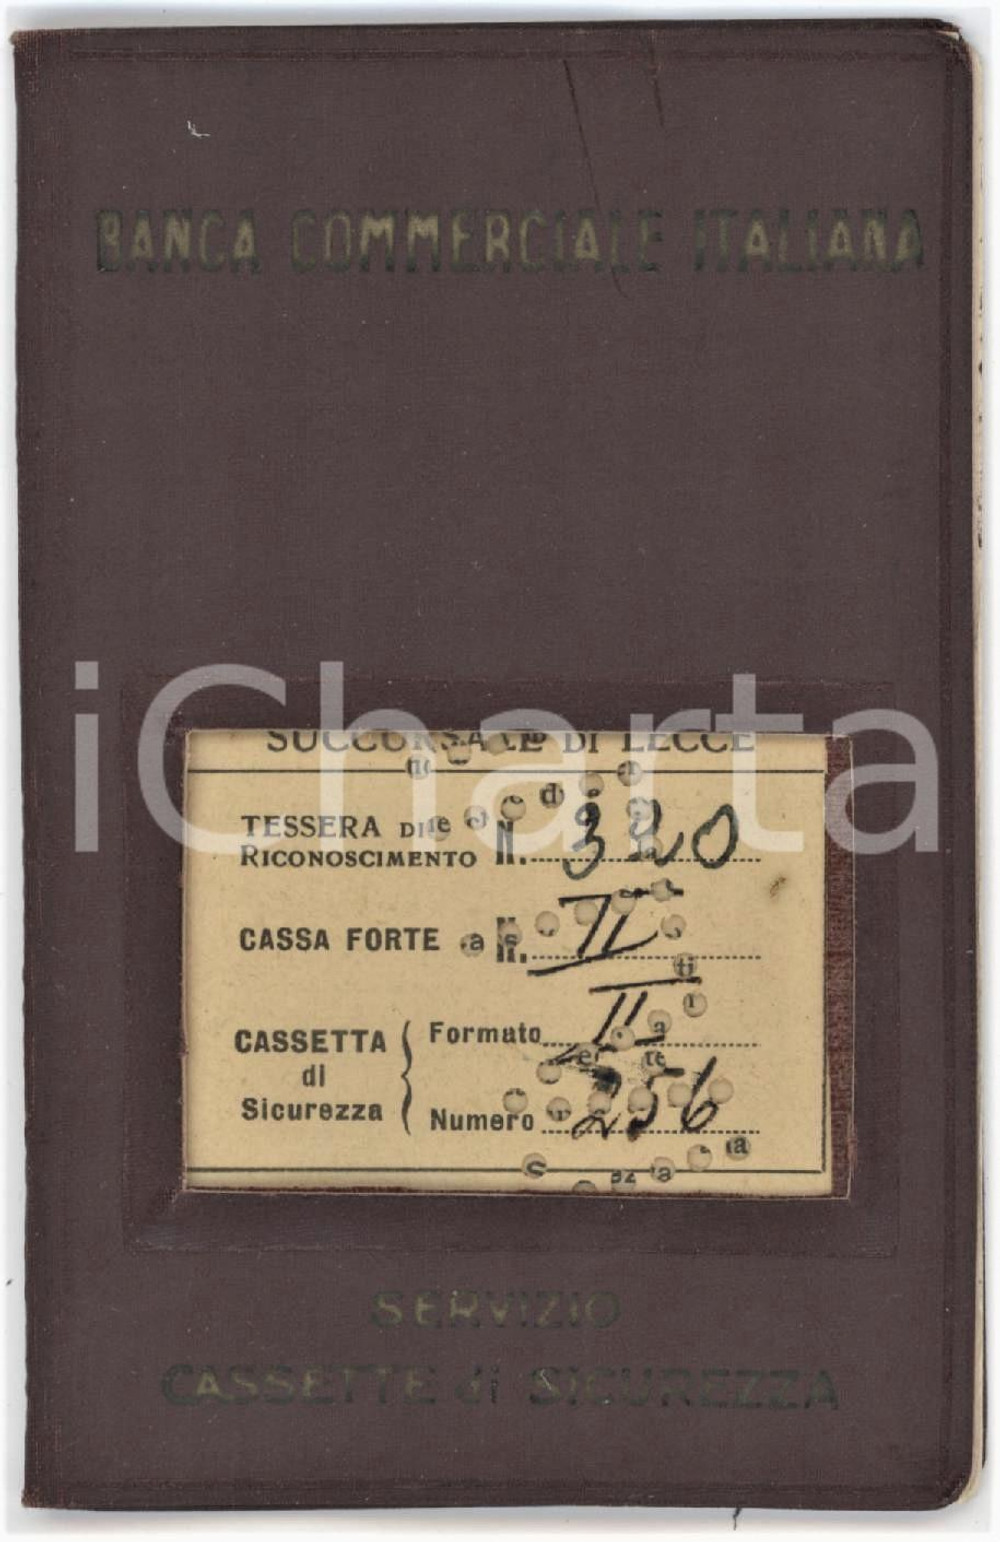 BANCA COMMERCIALE ITALIANA
iCharta
SUCCURSALE DI LECCE
TESSERA DI
RICONOSCIMENTO N. 320
CASSA FORTE N. II
CASSETTA di Sicurezza
Formato II
Numero 256
SERVIZIO
CASSETTE di SICUREZZA